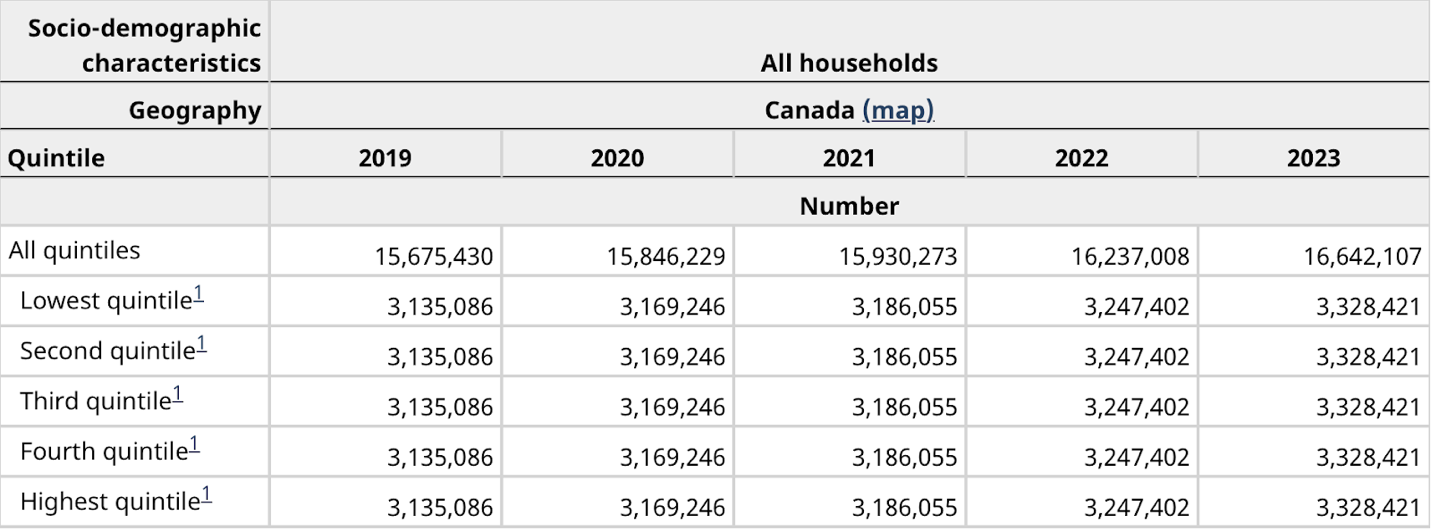 Socio-demographic
characteristics
All households
Geography
Canada (map)
Quintile 2019 2020 2021 2022 2023
Number
All quintiles 15,675,430 15,846,229 15,930,273 16,237,008 16,642,107
Lowest quintile1 3,135,086 3,169,246 3,186,055 3,247,402 3,328,421
Second quintile1 3,135,086 3,169,246 3,186,055 3,247,402 3,328,421
Third quintile1 3,135,086 3,169,246 3,186,055 3,247,402 3,328,421
Fourth quintile1 3,135,086 3,169,246 3,186,055 3,247,402 3,328,421
Highest quintile1 3,135,086 3,169,246 3,186,055 3,247,402 3,328,421